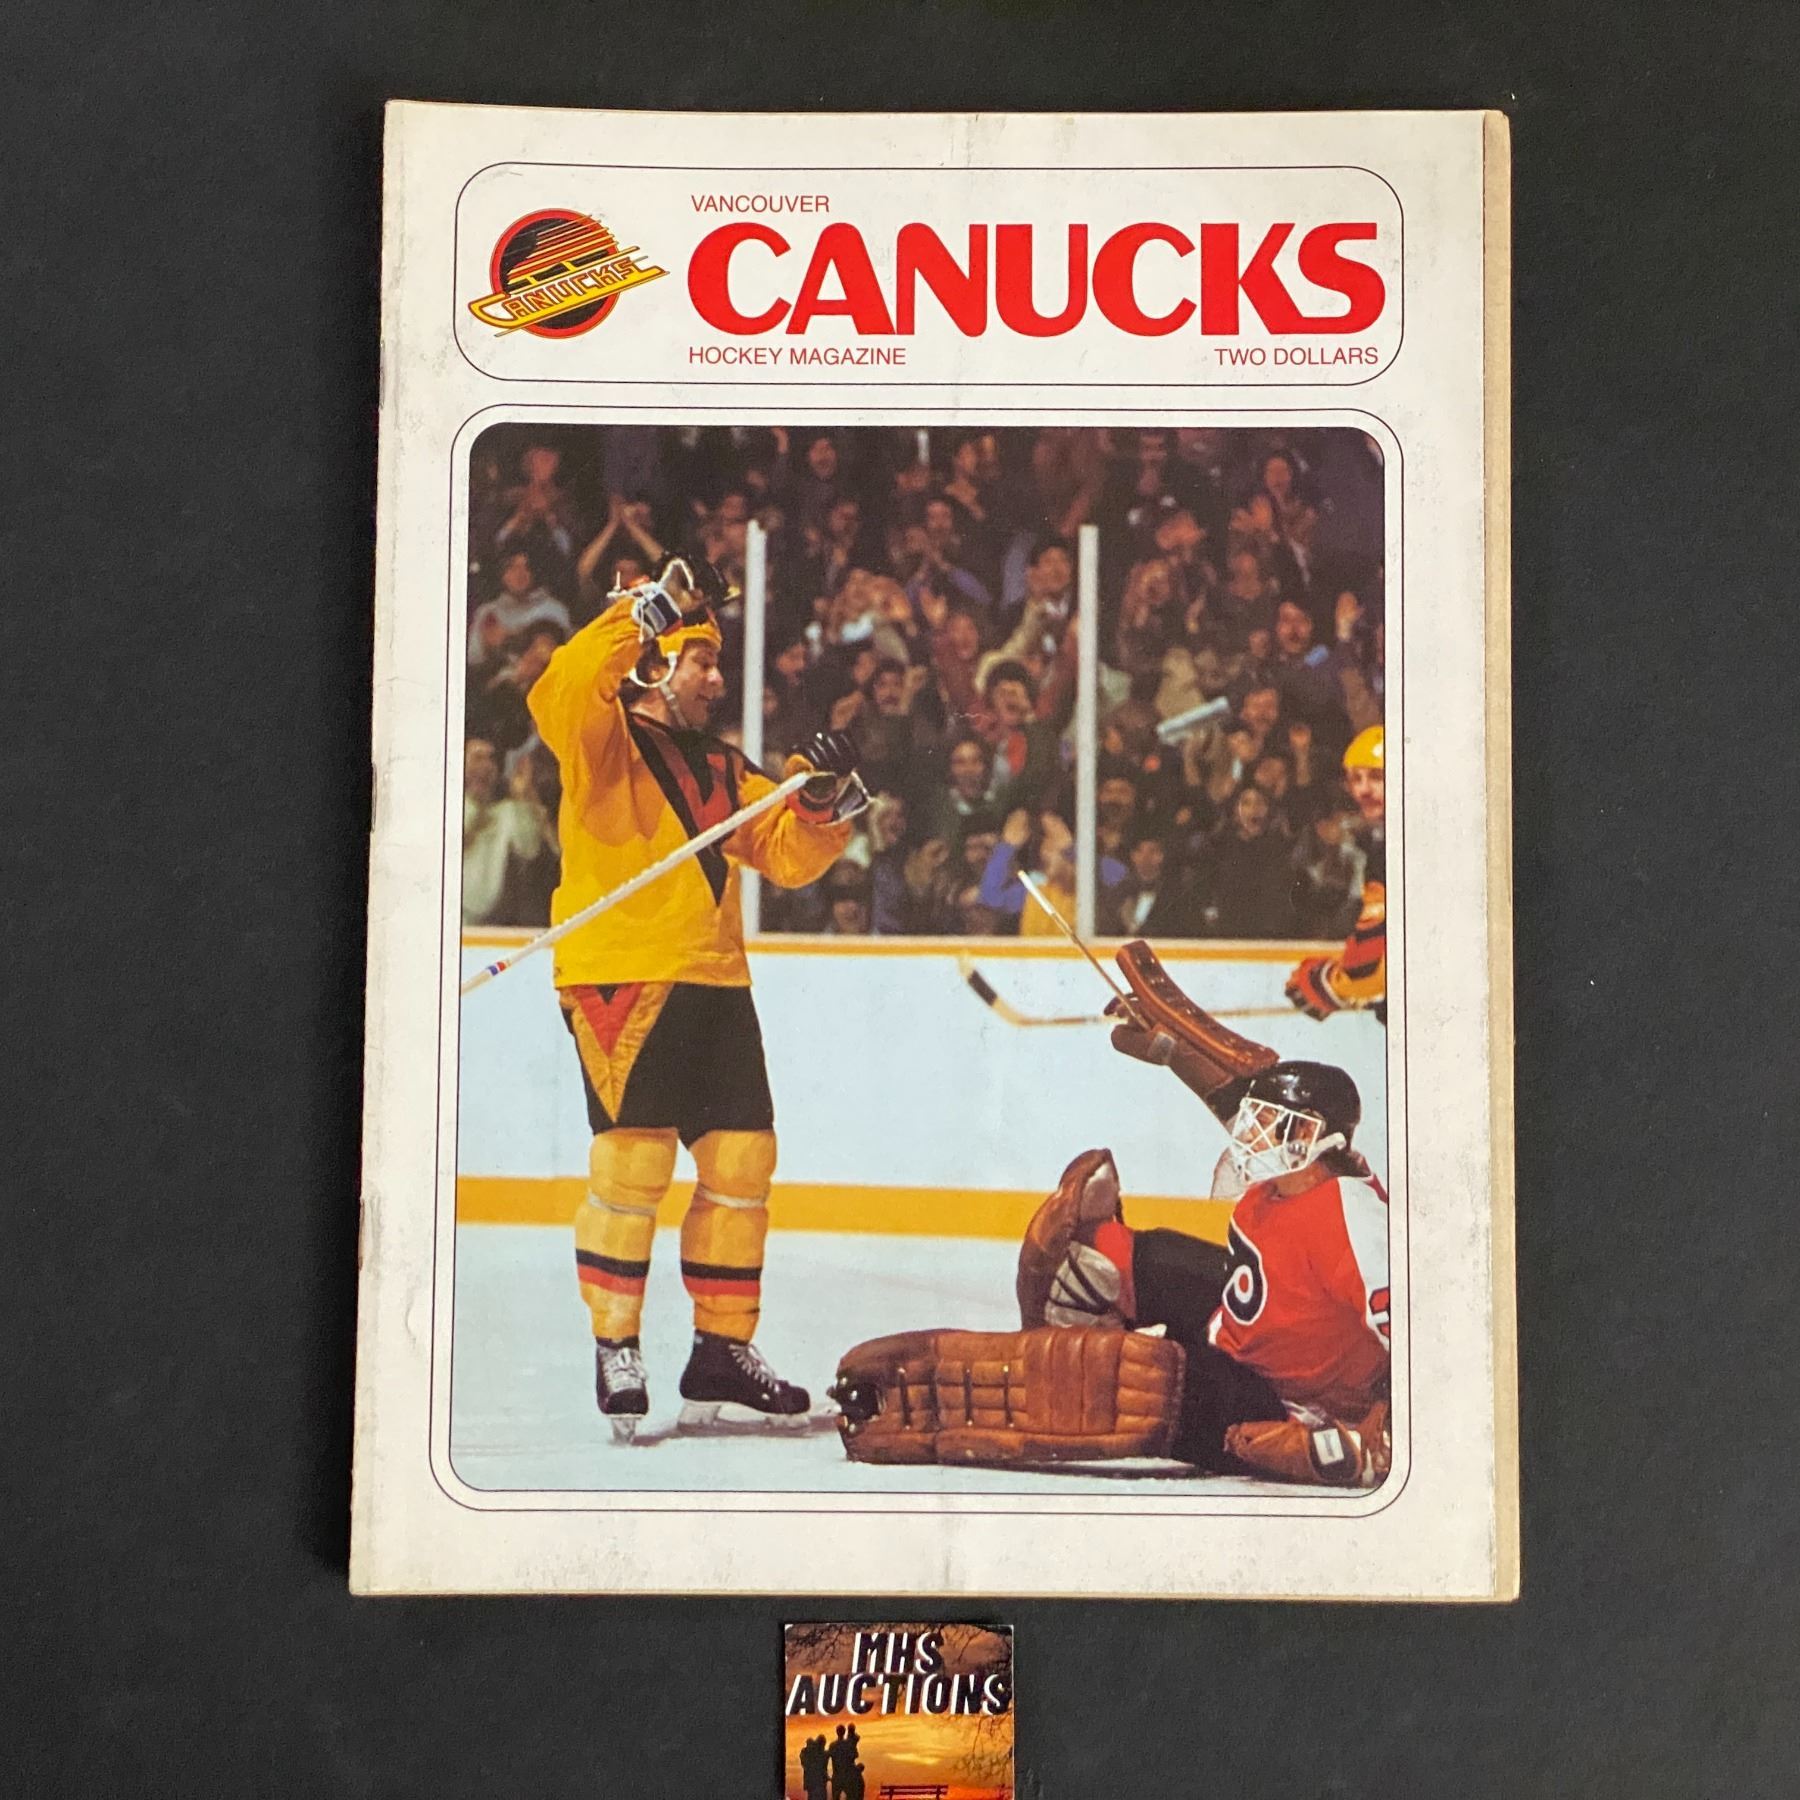 VANCOUVER
CANUCKS
CANUCKS
HOCKEY MAGAZINE
TWO DOLLARS
MHS
AUCTIONS